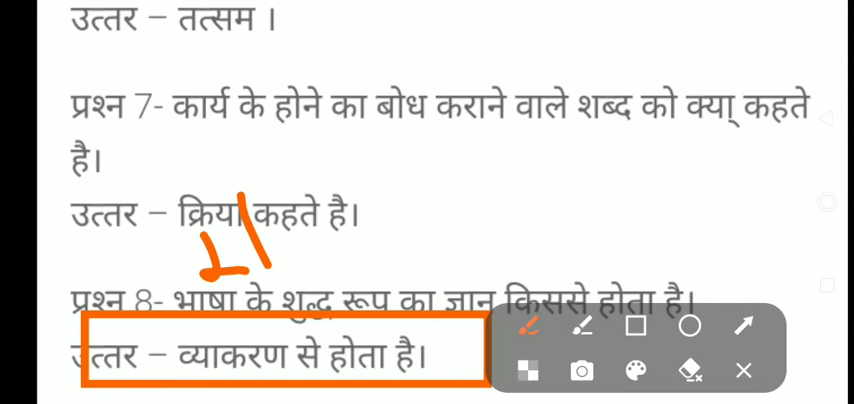 उत्तर – तत्सम ।
प्रश्न 7- कार्य के होने का बोध कराने वाले शब्द को क्या् कहते
है।
उत्तर – क्रिया कहते है।
प्रश्न 8- भाषा के शुद्ध रूप का ज्ञान किससे होता है।
उत्तर – व्याकरण से होता है।